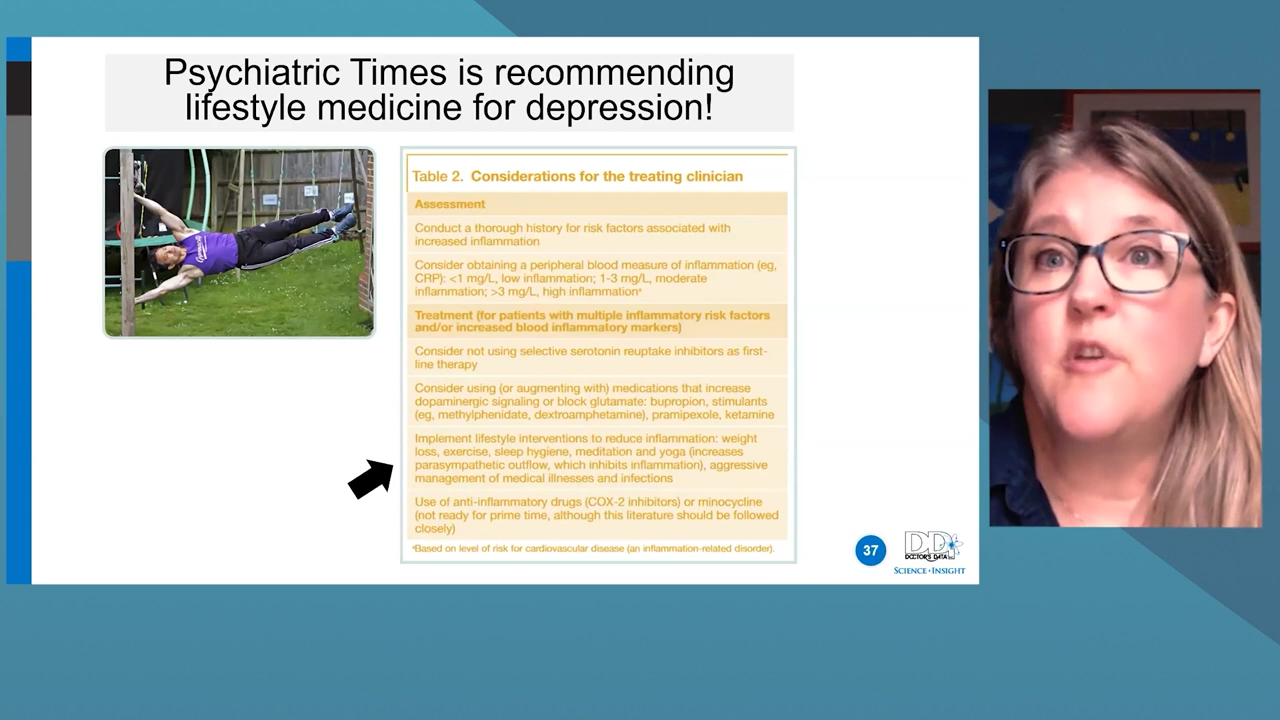 Psychiatric Times is recommending
lifestyle medicine for depression!
Table 2. Considerations for the treating clinician
Assessment
Conduct a thorough history for risk factors associated with
increased inflammation
Consider obtaining a peripheral blood measure of inflammation (eg,
CRP): <1 mg/L, low inflammation; 1-3 mg/L, moderate
inflammation; >3 mg/L, high inflammationᵃ
Treatment (for patients with multiple inflammatory risk factors
and/or increased blood inflammatory markers)
Consider not using selective serotonin reuptake inhibitors as first-
line therapy
Consider using (or augmenting with) medications that increase
dopaminergic signaling or block glutamate: bupropion, stimulants
(eg, methylphenidate, dextroamphetamine), pramipexole, ketamine
Implement lifestyle interventions to reduce inflammation: weight
loss, exercise, sleep hygiene, meditation and yoga (increases
parasympathetic outflow, which inhibits inflammation), aggressive
management of medical illnesses and infections
Use of anti-inflammatory drugs (COX-2 inhibitors) or minocycline
(not ready for prime time, although this literature should be followed
closely)
ᵃBased on level of risk for cardiovascular disease (an inflammation-related disorder).
37
DDI
DOCTOR'S DATA
SCIENCE + INSIGHT